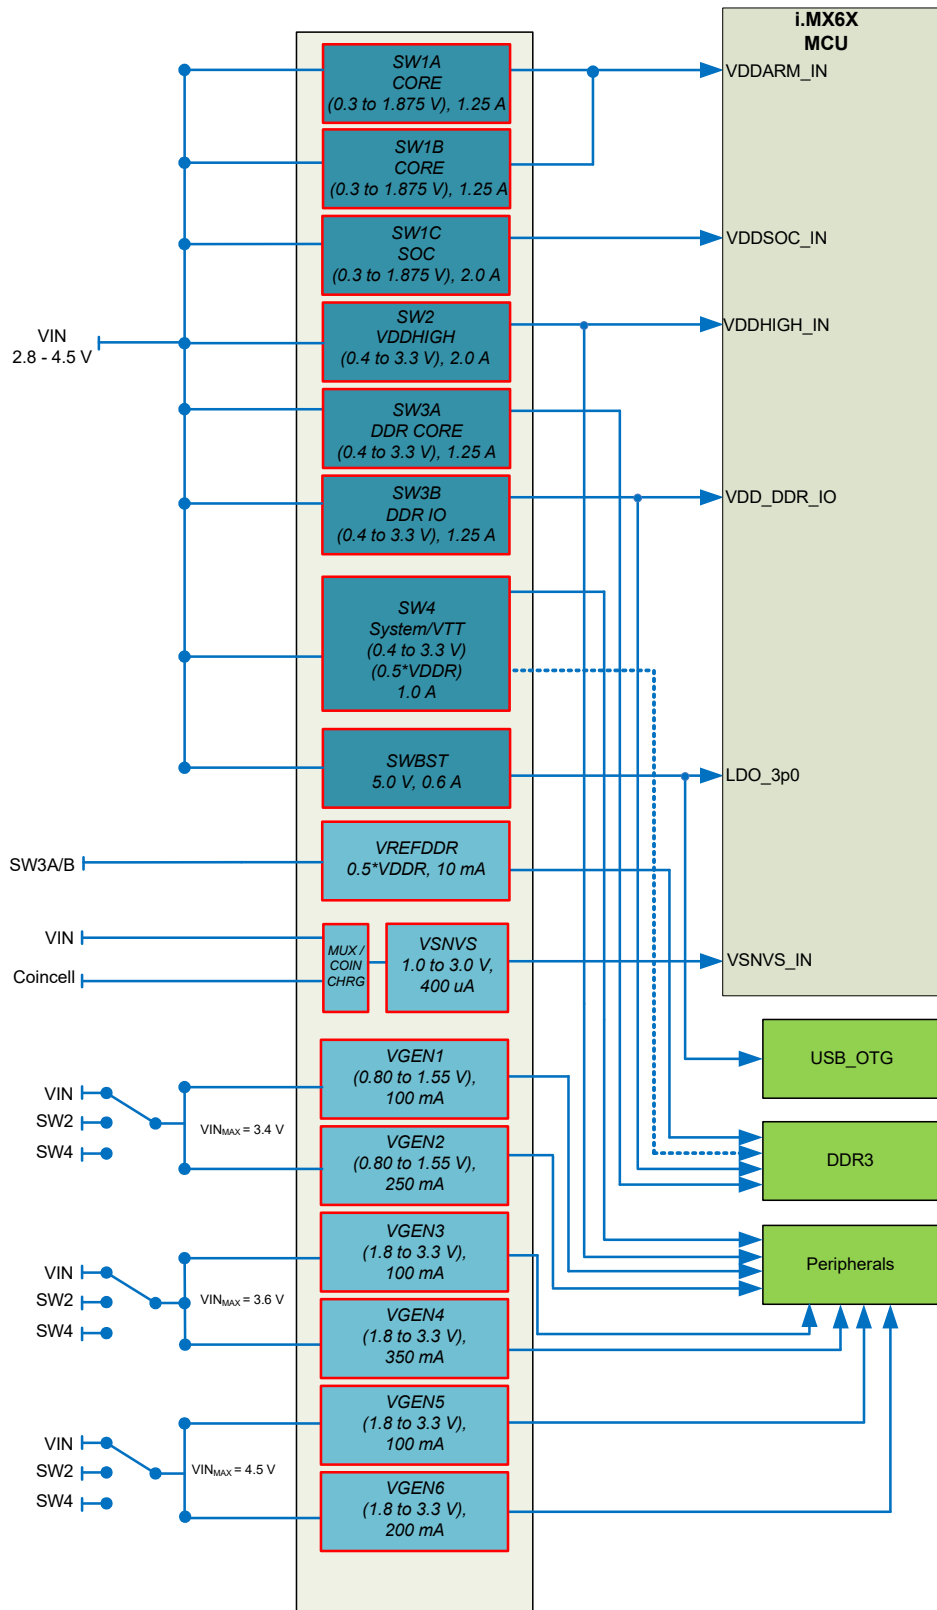 i.MX6X
MCU
SW1A
CORE
(0.3 to 1.875 V), 1.25 A
VDDARM_IN
SW1B
CORE
(0.3 to 1.875 V), 1.25 A
SW1C
SOC
(0.3 to 1.875 V), 2.0 A
VDDSOC_IN
VIN
2.8 - 4.5 V
SW2
VDDHIGH
(0.4 to 3.3 V), 2.0 A
VDDHIGH_IN
SW3A
DDR CORE
(0.4 to 3.3 V), 1.25 A
SW3B
DDR IO
(0.4 to 3.3 V), 1.25 A
VDD_DDR_IO
SW4
System/VTT
(0.4 to 3.3 V)
(0.5*VDDR)
1.0 A
SWBST
5.0 V, 0.6 A
LDO_3p0
SW3A/B
VREFDDR
0.5*VDDR, 10 mA
VIN
Coincell
MUX /
COIN
CHRG
VSNVS
1.0 to 3.0 V,
400 uA
VSNVS_IN
USB_OTG
VIN
SW2
SW4
VINMAX = 3.4 V
VGEN1
(0.80 to 1.55 V),
100 mA
VGEN2
(0.80 to 1.55 V),
250 mA
DDR3
VIN
SW2
SW4
VINMAX = 3.6 V
VGEN3
(1.8 to 3.3 V),
100 mA
VGEN4
(1.8 to 3.3 V),
350 mA
Peripherals
VIN
SW2
SW4
VINMAX = 4.5 V
VGEN5
(1.8 to 3.3 V),
100 mA
VGEN6
(1.8 to 3.3 V),
200 mA